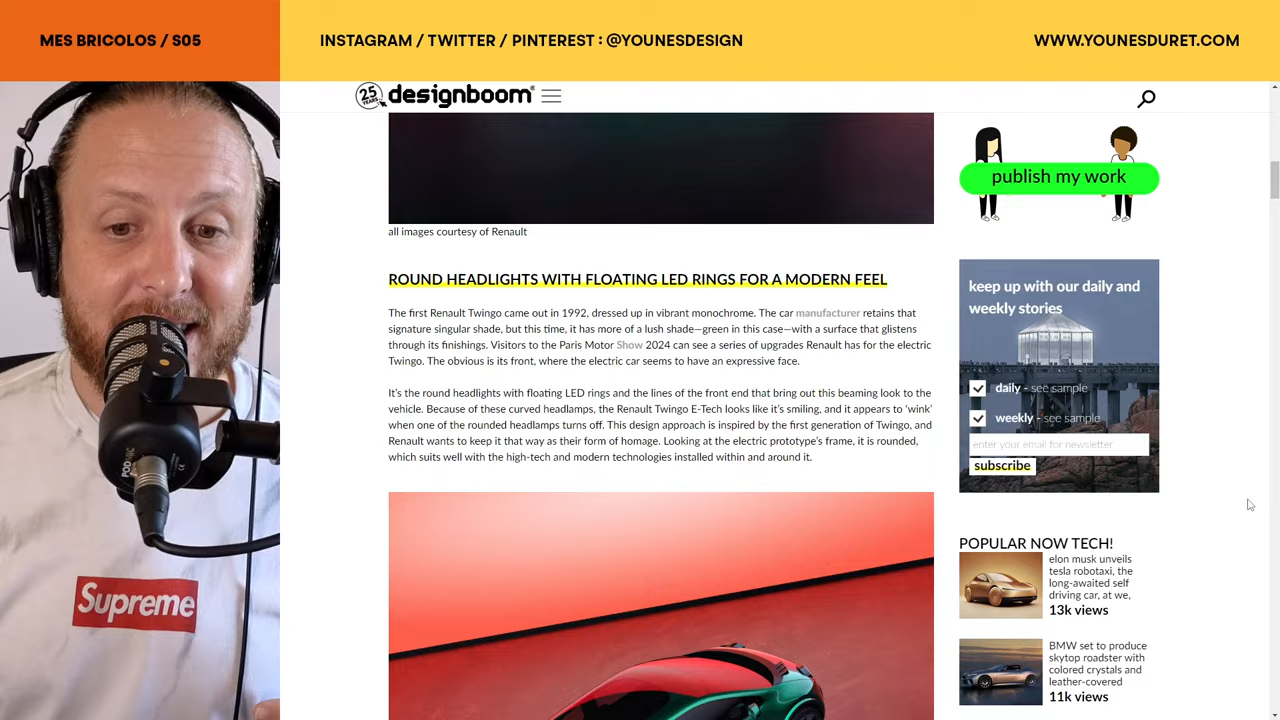 MES BRICOLOS / S05
INSTAGRAM / TWITTER / PINTEREST : @YOUNESDESIGN
WWW.YOUNESDURET.COM
25
YEARS
designboom®
publish my work
all images courtesy of Renault
ROUND HEADLIGHTS WITH FLOATING LED RINGS FOR A MODERN FEEL
The first Renault Twingo came out in 1992, dressed up in vibrant monochrome. The car manufacturer retains that
signature singular shade, but this time, it has more of a lush shade—green in this case—with a surface that glistens
through its finishings. Visitors to the Paris Motor Show 2024 can see a series of upgrades Renault has for the electric
Twingo. The obvious is its front, where the electric car seems to have an expressive face.
It's the round headlights with floating LED rings and the lines of the front end that bring out this beaming look to the
vehicle. Because of these curved headlamps, the Renault Twingo E-Tech looks like it's smiling, and it appears to 'wink'
when one of the rounded headlamps turns off. This design approach is inspired by the first generation of Twingo, and
Renault wants to keep it that way as their form of homage. Looking at the electric prototype's frame, it is rounded,
which suits well with the high-tech and modern technologies installed within and around it.
keep up with our daily and
weekly stories
daily - see sample
weekly - see sample
enter your email for newsletter
subscribe
POPULAR NOW TECH!
elon musk unveils
tesla robotaxi, the
long-awaited self
driving car, at we,
13k views
BMW set to produce
skytop roadster with
colored crystals and
leather-covered
11k views
PODMIC
Supreme